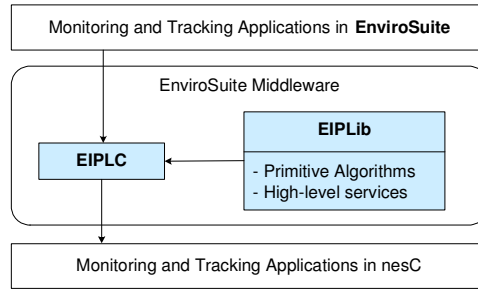 Monitoring and Tracking Applications in EnviroSuite
EnviroSuite Middleware
EIPLib
EIPLC
- Primitive Algorithms
- High-level services
Monitoring and Tracking Applications in nesC